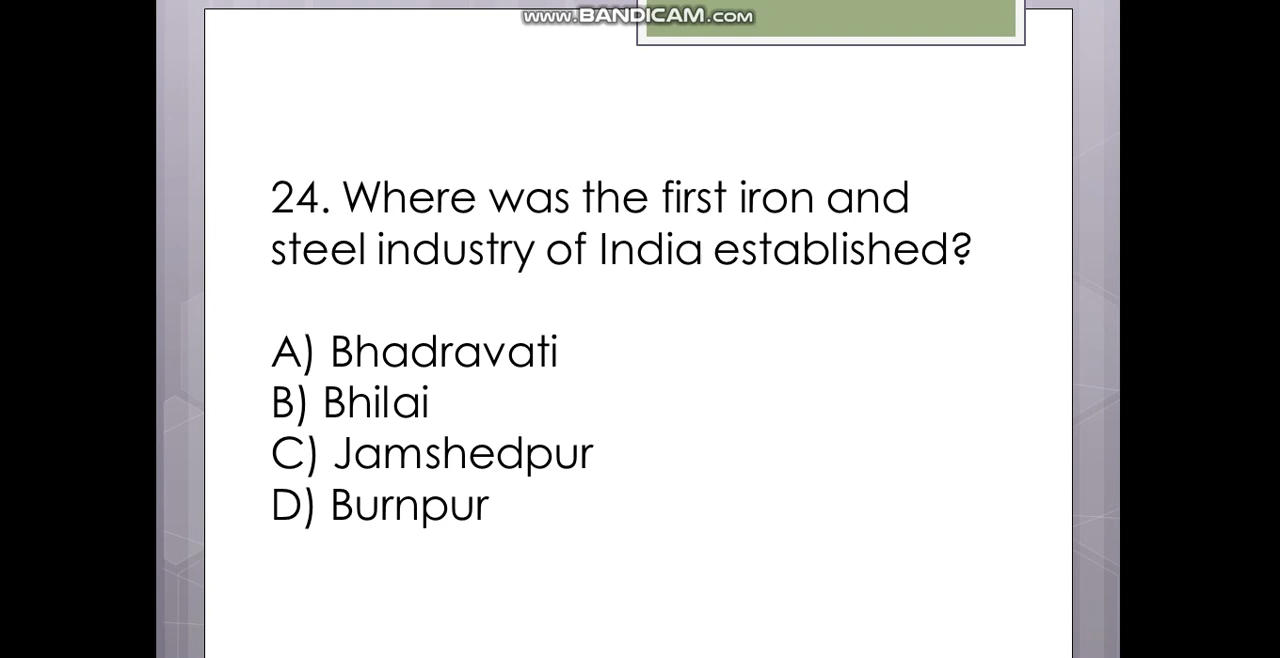 www.BANDICAM.com
24. Where was the first iron and
steel industry of India established?
A) Bhadravati
B) Bhilai
C) Jamshedpur
D) Burnpur